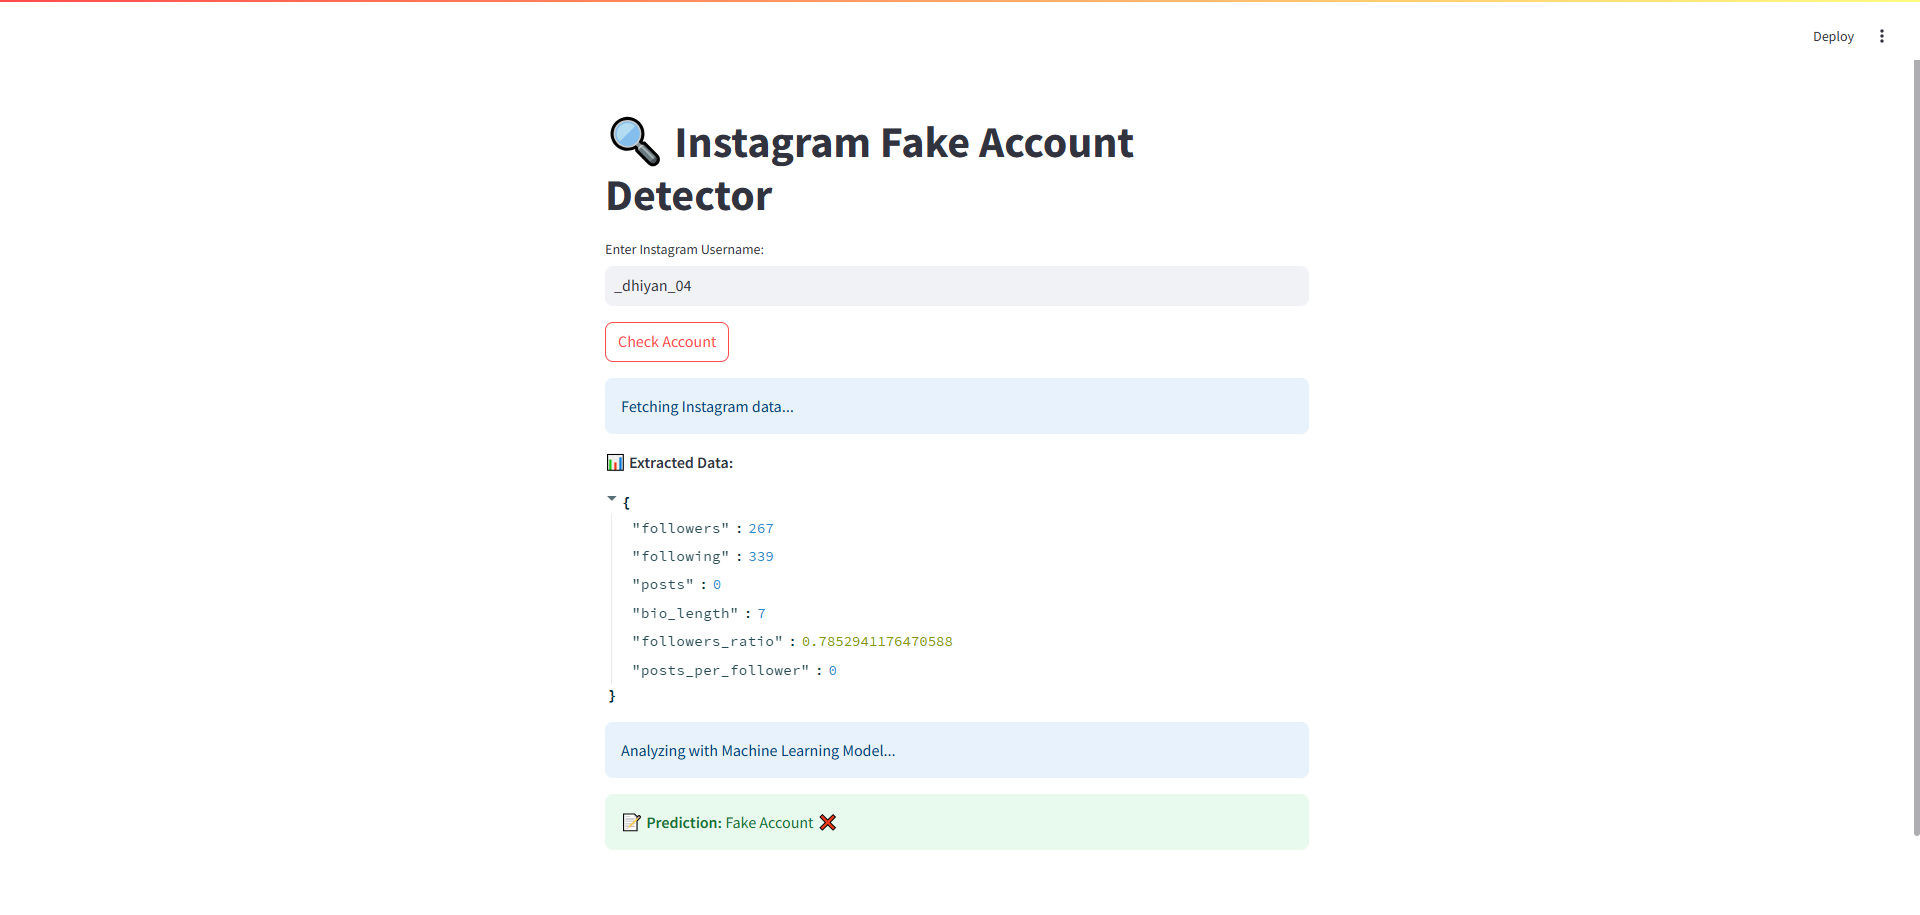 Deploy
Instagram Fake Account
Detector
Enter Instagram Username:
_dhiyan_04
Check Account
Fetching Instagram data...
Extracted Data:
{
"followers" : 267
"following" : 339
"posts" : 0
"bio_length" : 7
"followers_ratio" : 0.7852941176470588
"posts_per_follower" : 0
}
Analyzing with Machine Learning Model...
Prediction: Fake Account